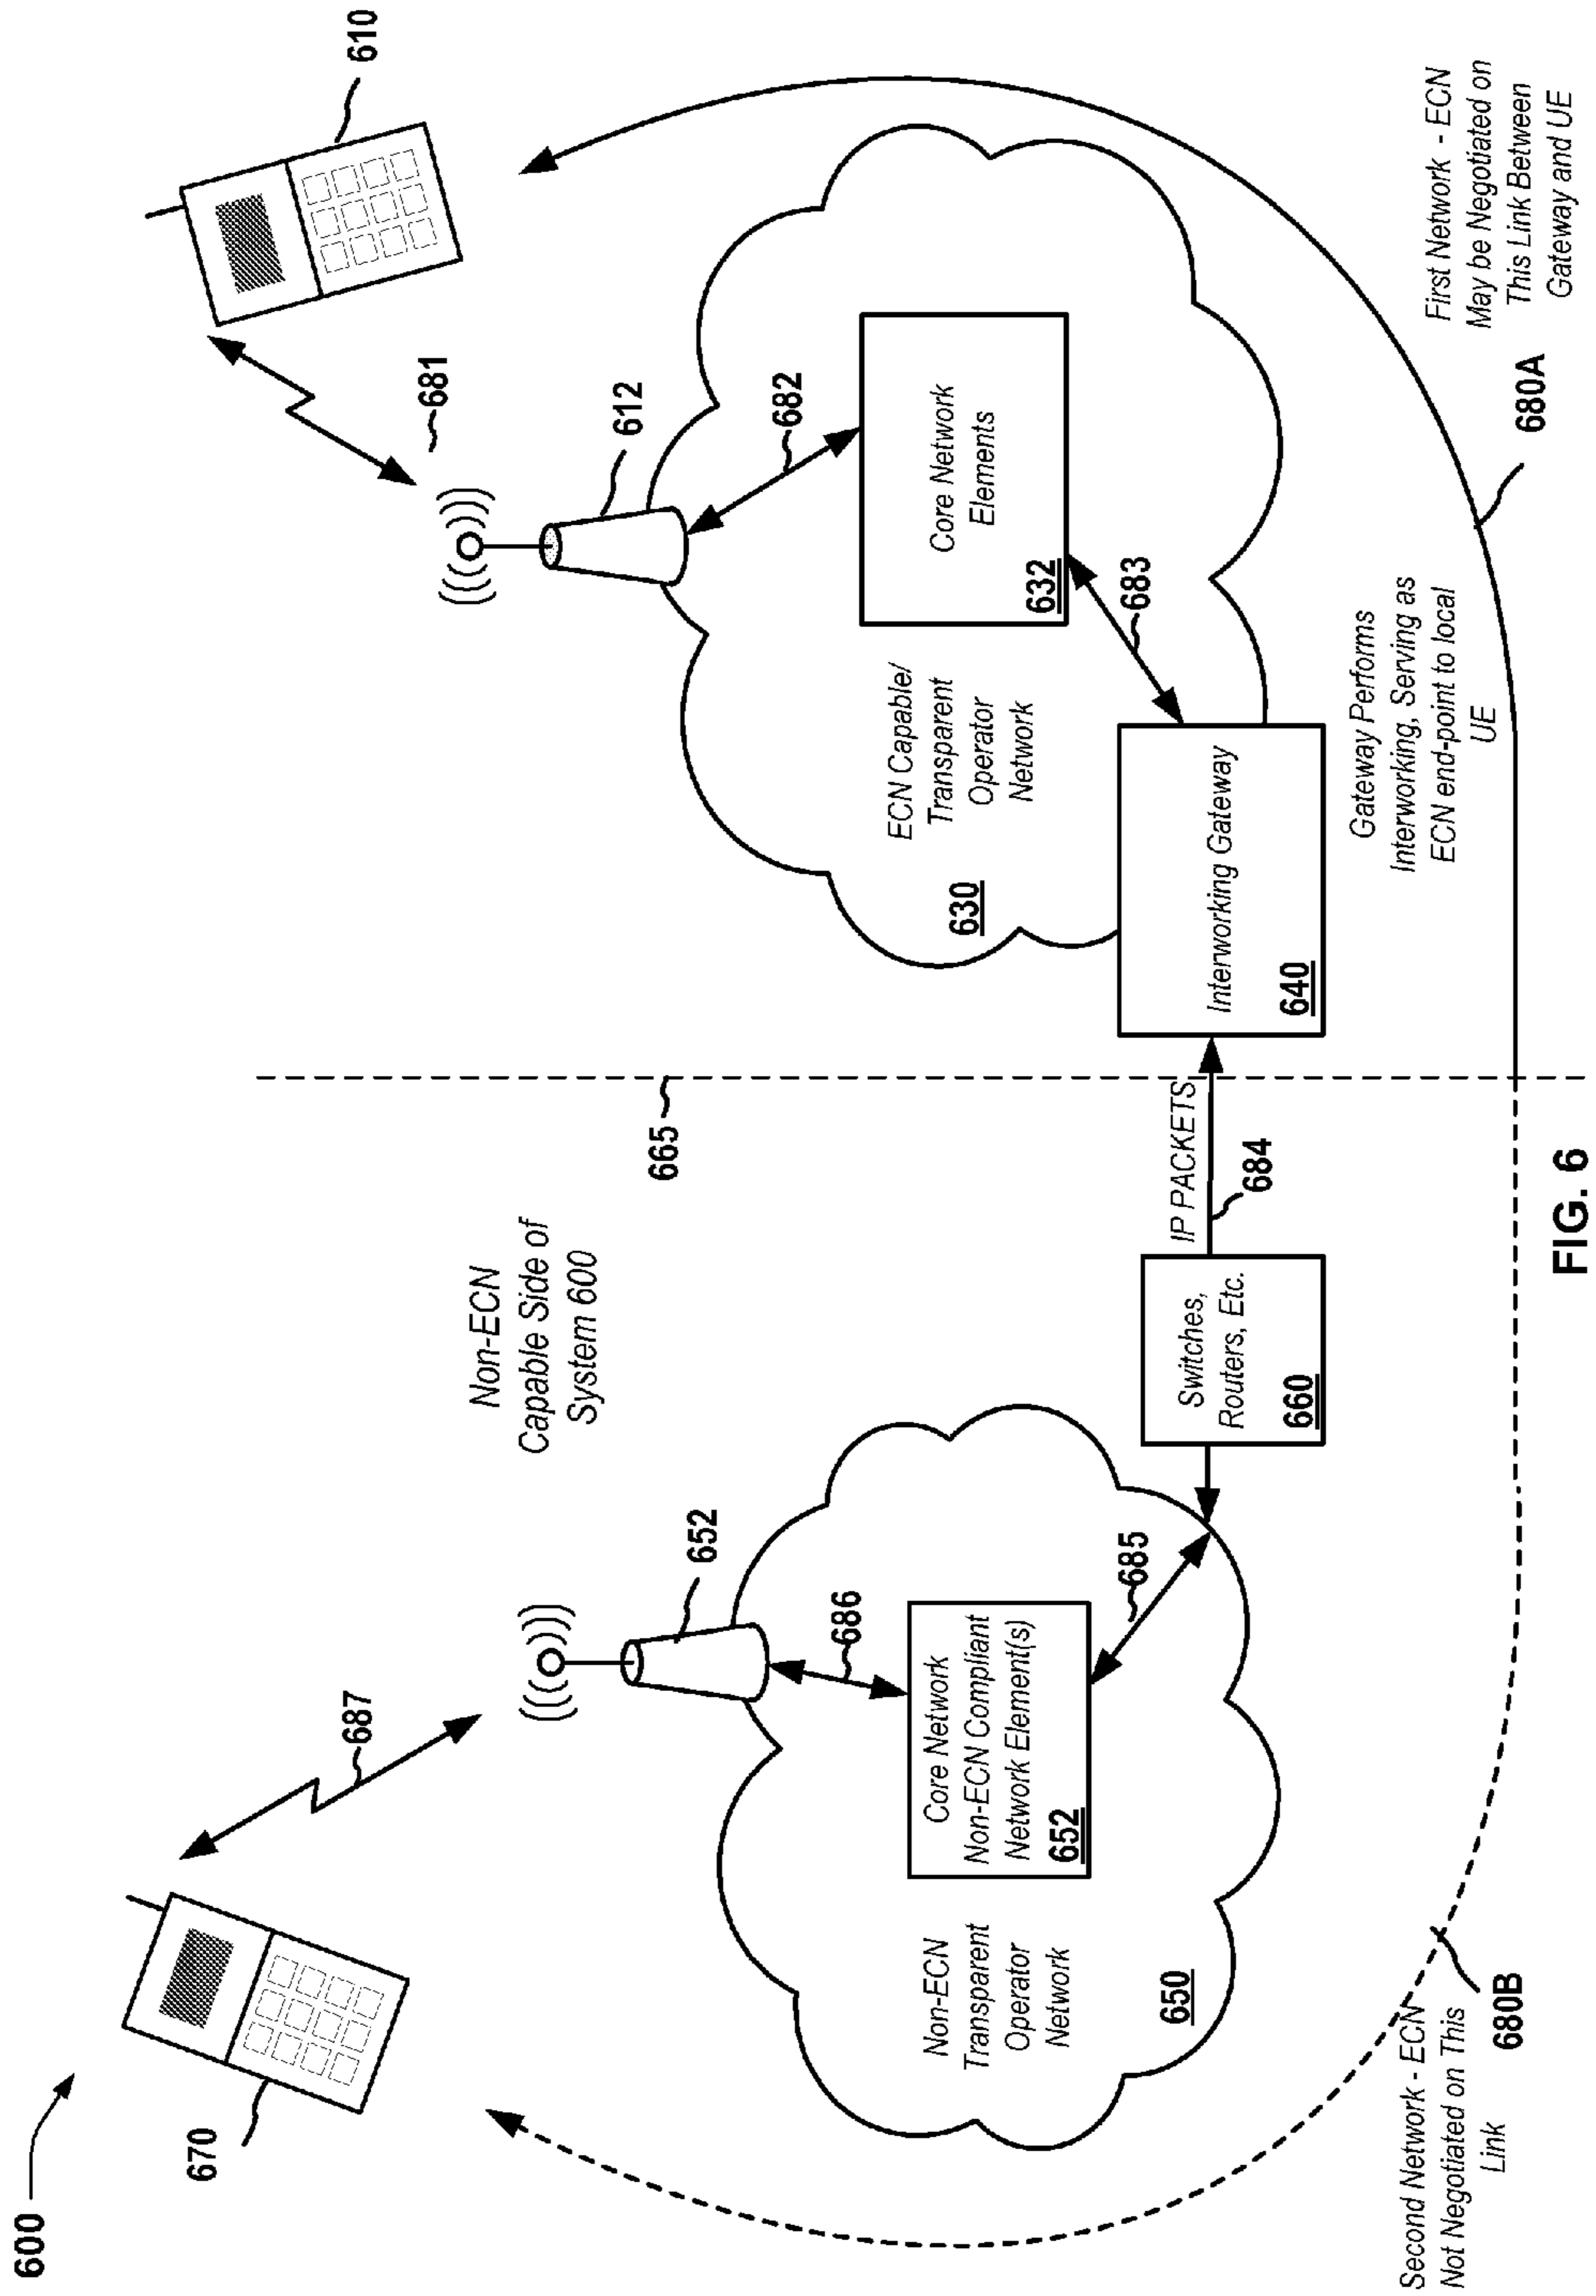 600
670
687
652
Non-ECN
Capable Side of
System 600
665
681
612
610
682
686
Core Network
Non-ECN Compliant
Network Element(s)
652
685
Non-ECN
Transparent
Operator
Network
650
Switches,
Routers, Etc.
660
IP PACKETS
684
ECN Capable/
Transparent
Operator
Network
630
Core Network
Elements
632
683
Interworking Gateway
640
Gateway Performs
Interworking, Serving as
ECN end-point to local
UE
Second Network - ECN
Not Negotiated on This
Link
680B
680A
First Network - ECN
May be Negotiated on
This Link Between
Gateway and UE
FIG. 6